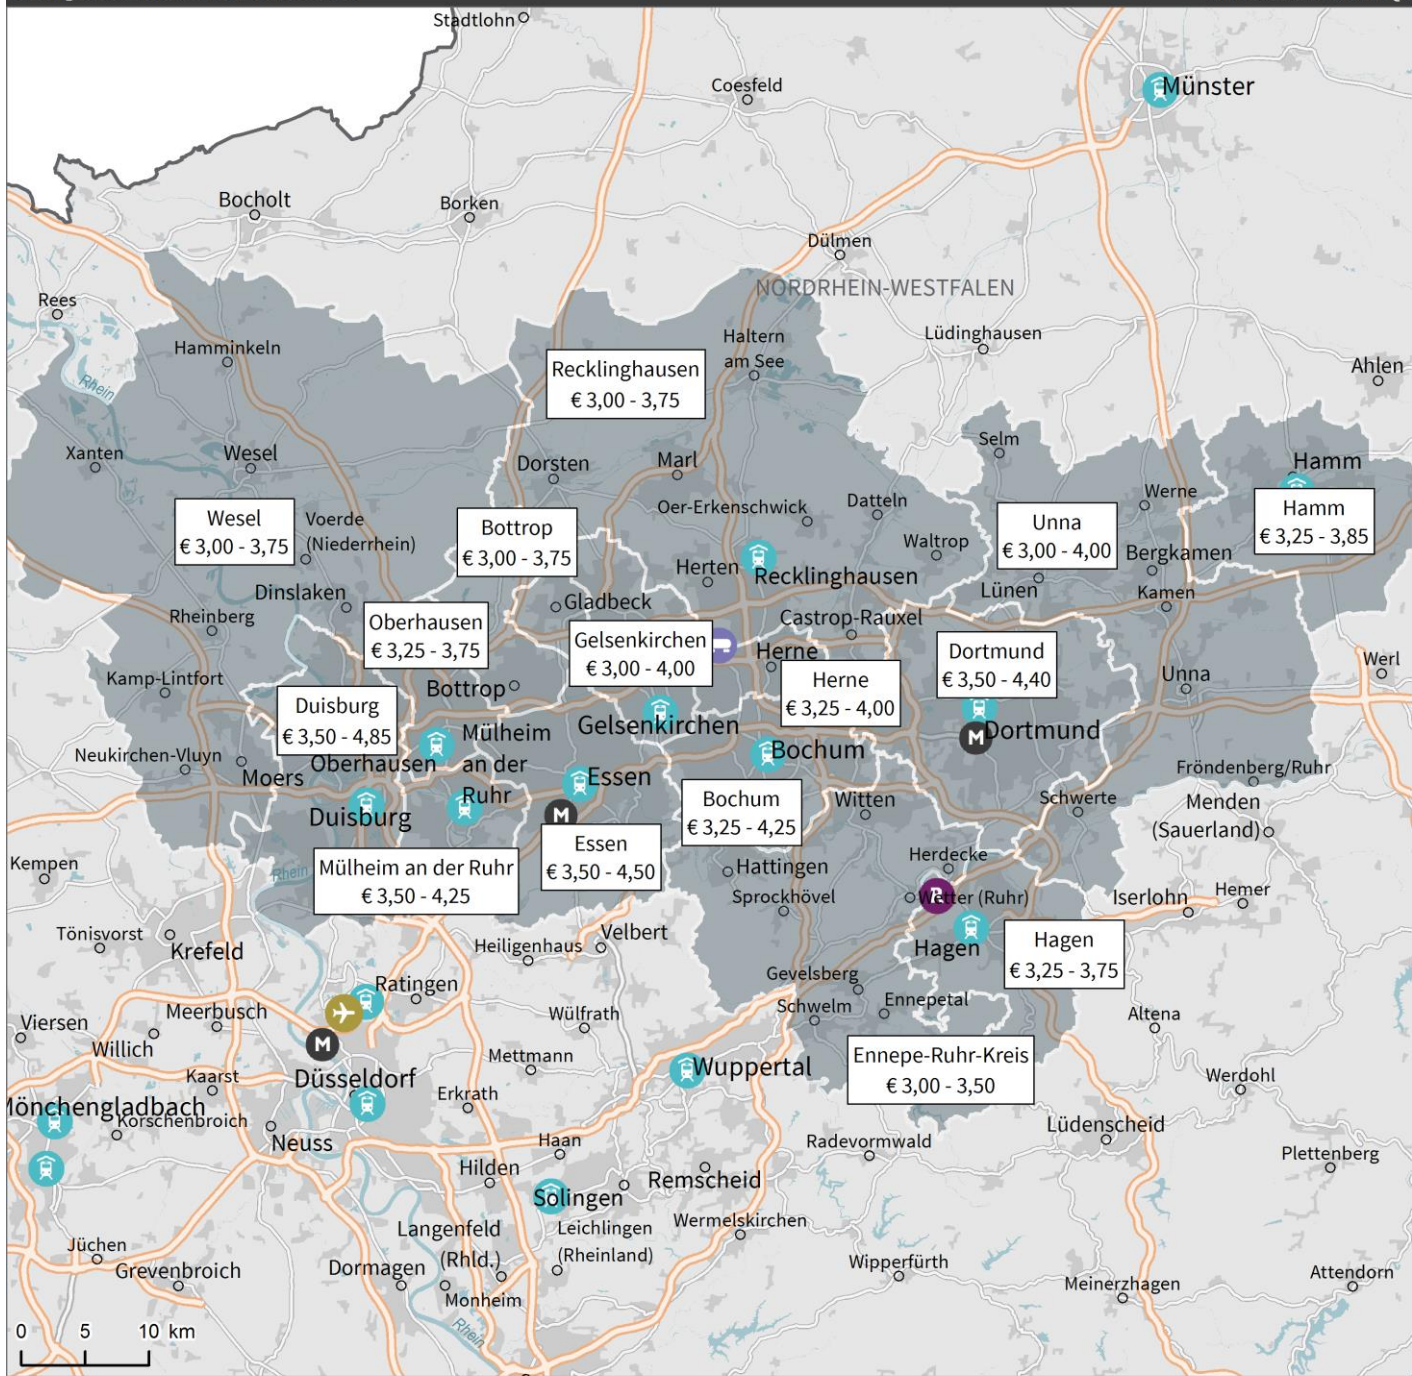 Stadtlohn
Coesfeld
Münster
Bocholt
Borken
Dülmen
NORDRHEIN-WESTFALEN
Rees
Rhein
Hamminkeln
Haltern
am See
Lüdinghausen
Ahlen
Recklinghausen
€ 3,00 - 3,75
Xanten
Wesel
Dorsten
Marl
Selm
Hamm
Wesel
€ 3,00 - 3,75
Voerde
(Niederrhein)
Bottrop
€ 3,00 - 3,75
Oer-Erkenschwick
Datteln
Waltrop
Unna
€ 3,00 - 4,00
Werne
Bergkamen
Hamm
€ 3,25 - 3,85
Dinslaken
Herten
Recklinghausen
Lünen
Kamen
Rheinberg
Gladbeck
Castrop-Rauxel
Oberhausen
€ 3,25 - 3,75
Gelsenkirchen
€ 3,00 - 4,00
Herne
Herne
€ 3,25 - 4,00
Dortmund
€ 3,50 - 4,40
Werl
Kamp-Lintfort
Bottrop
Unna
Duisburg
€ 3,50 - 4,85
Gelsenkirchen
Dortmund
Neukirchen-Vluyn
Moers
Oberhausen
Mülheim
an der
Ruhr
Essen
Bochum
Fröndenberg/Ruhr
Duisburg
Bochum
€ 3,25 - 4,25
Witten
Schwerte
Menden
(Sauerland)
Kempen
Rhein
Mülheim an der Ruhr
€ 3,50 - 4,25
Essen
€ 3,50 - 4,50
Hattingen
Sprockhövel
Herdecke
Wetter (Ruhr)
Iserlohn
Hemer
Tönisvorst
Krefeld
Heiligenhaus
Velbert
Hagen
Hagen
€ 3,25 - 3,75
Ratingen
Gevelsberg
Viersen
Willich
Meerbusch
Wülfrath
Schwelm
Ennepetal
Altena
Kaarst
Düsseldorf
Mettmann
Wuppertal
Ennepe-Ruhr-Kreis
€ 3,00 - 3,50
Werdohl
Mönchengladbach
Korschenbroich
Neuss
Erkrath
Haan
Radevormwald
Lüdenscheid
Plettenberg
Hilden
Solingen
Remscheid
Langenfeld
(Rhld.)
Leichlingen
(Rheinland)
Wermelskirchen
Jüchen
Grevenbroich
Dormagen
Monheim
Wipperfürth
Meinerzhagen
Attendorn
Rhein
0 5 10 km
M
M
M